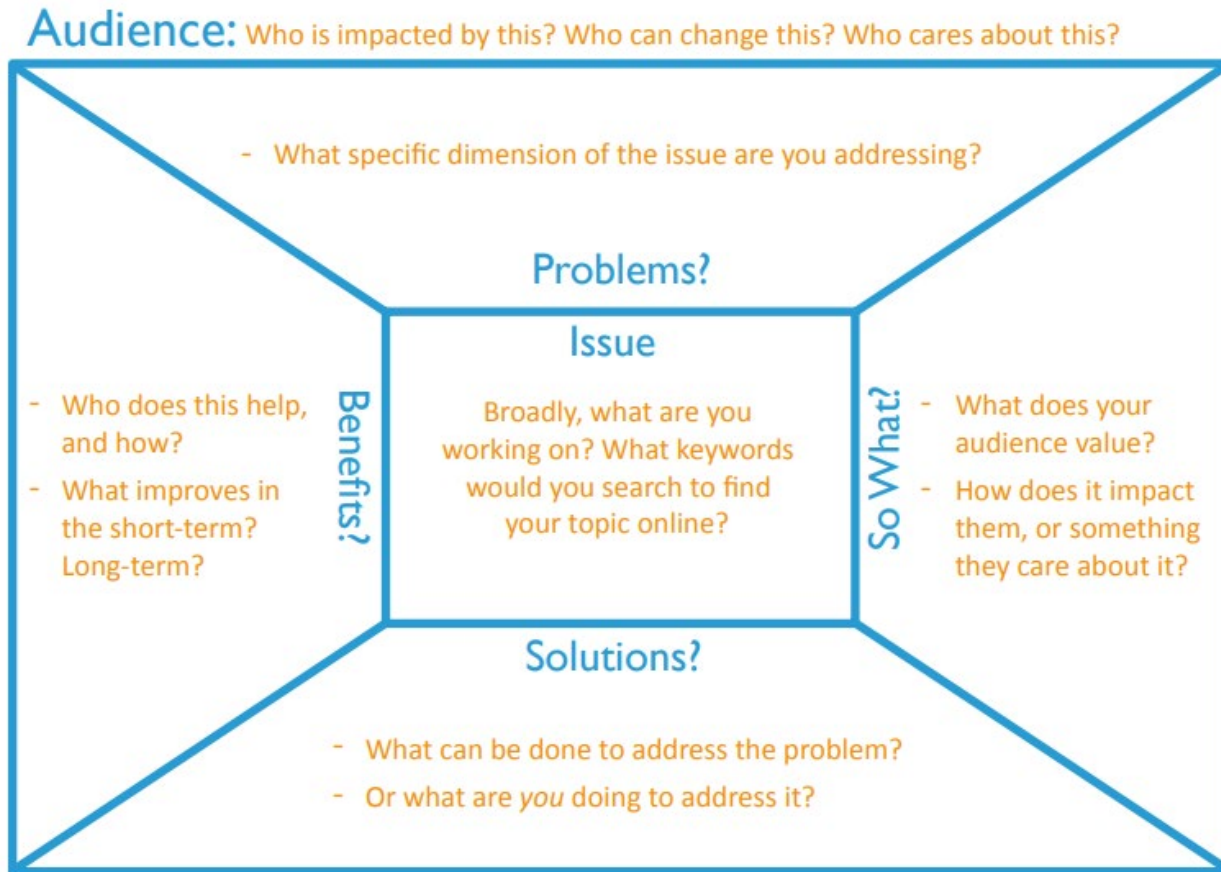 Audience: Who is impacted by this? Who can change this? Who cares about this?
- What specific dimension of the issue are you addressing?
Problems?
Issue
Broadly, what are you
working on? What keywords
would you search to find
your topic online?
Benefits?
- Who does this help,
and how?
- What improves in
the short-term?
Long-term?
So What?
- What does your
audience value?
- How does it impact
them, or something
they care about it?
Solutions?
- What can be done to address the problem?
- Or what are you doing to address it?